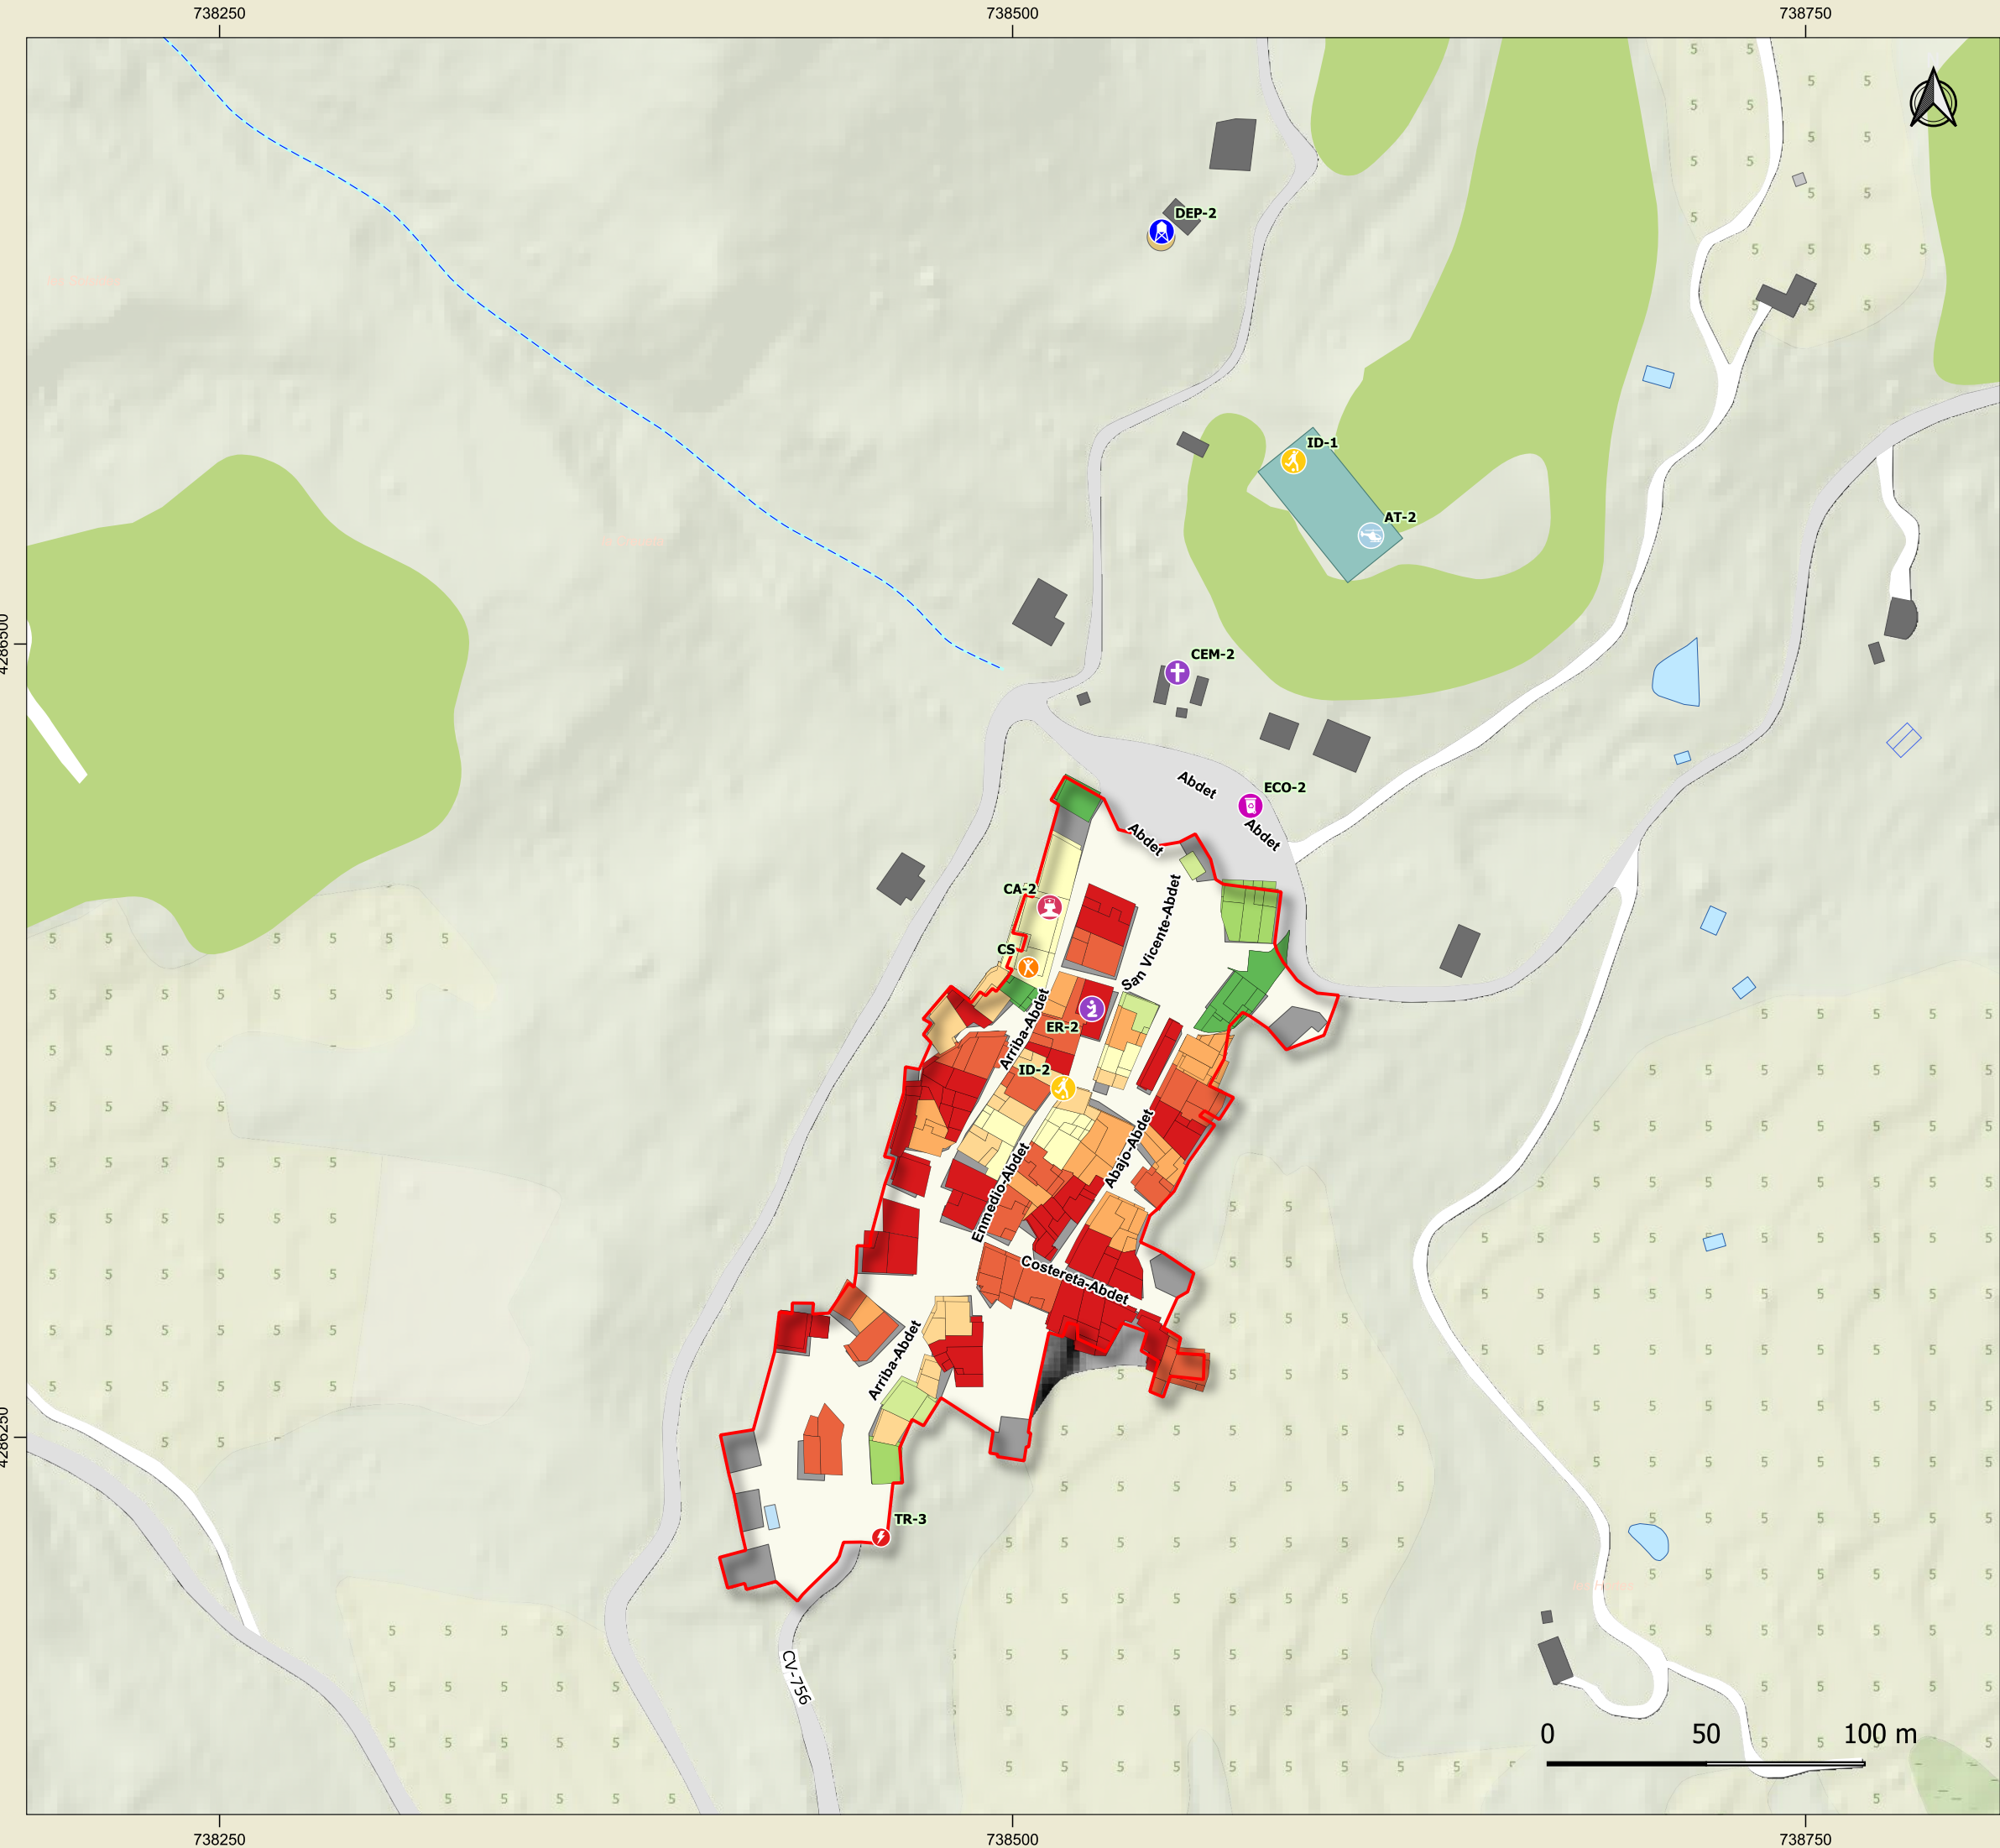 738250
738500
738750
DEP-2
ID-1
AT-2
4286500
CEM-2
Abdet
ECO-2
Abdet
Abdet
CA-2
San Vicente-Abdet
CS
Arriba-Abdet
ER-2
ID-2
Abajo-Abdet
Enmedio-Abdet
Costereta-Abdet
Arriba-Abdet
4286250
TR-3
CV-756
0
50
100 m
738250
738500
738750